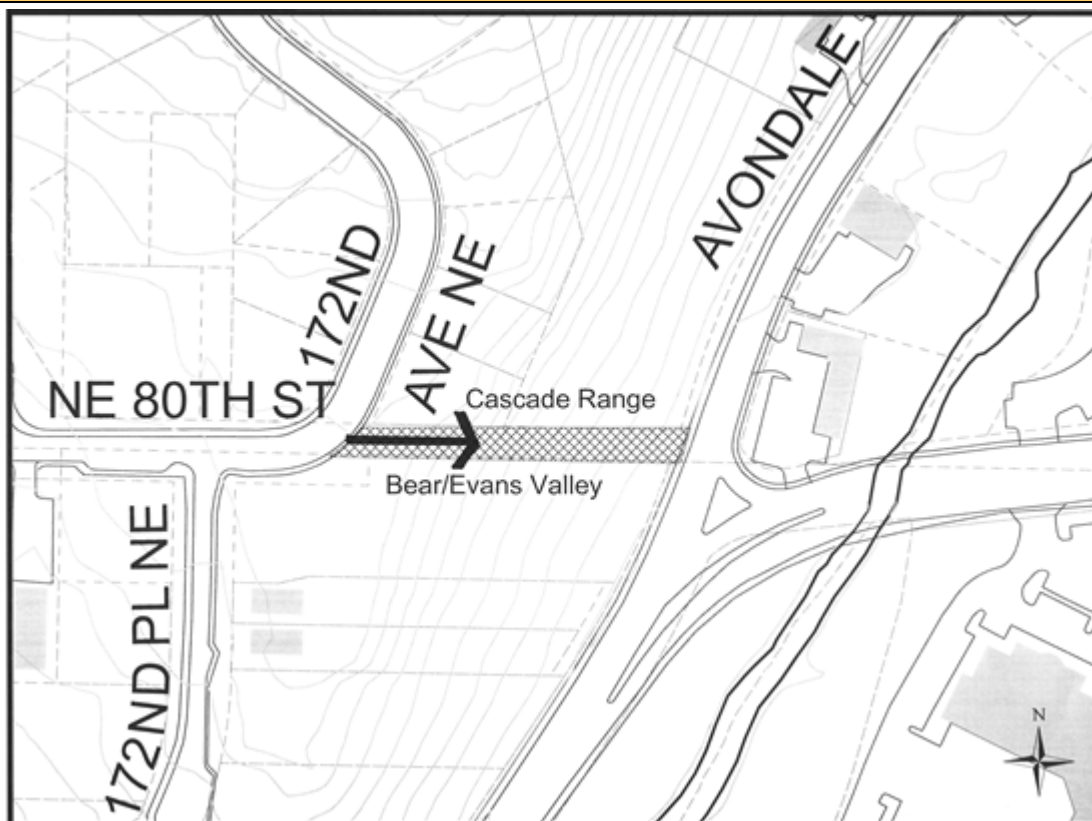 AVONDALE
172ND
AVE NE
NE 80TH ST
Cascade Range
Bear/Evans Valley
172ND PL NE
N